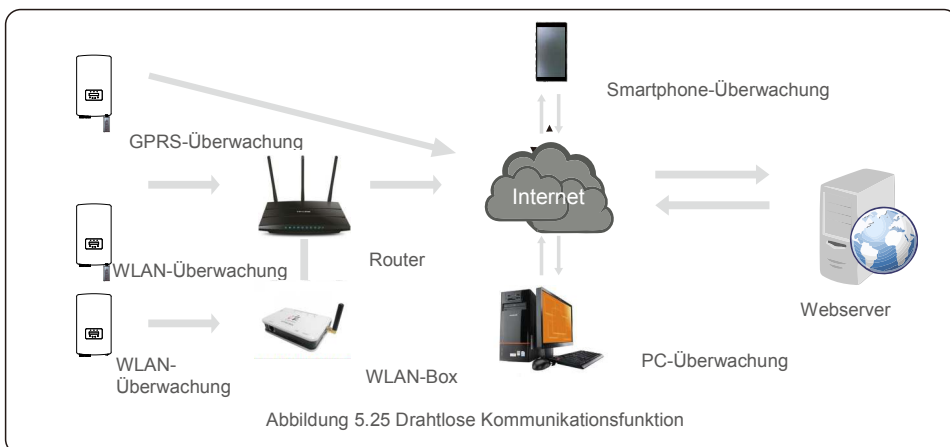 Smartphone-Überwachung
GPRS-Überwachung
Internet
Router
WLAN-Überwachung
Webserver
WLAN-
Überwachung
WLAN-Box
PC-Überwachung
Abbildung 5.25 Drahtlose Kommunikationsfunktion